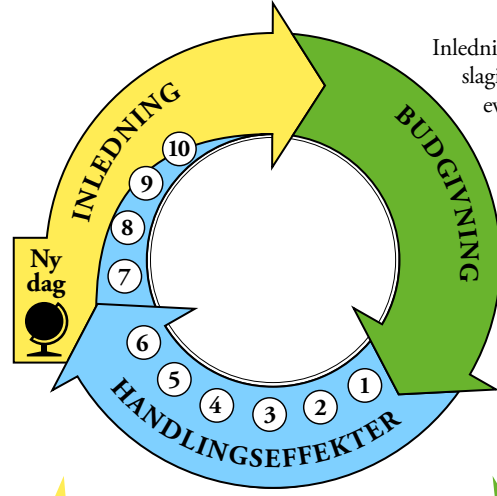 Inledni
slagi
ev
INLEDNING
BUDGIVNING
Ny
dag
10
9
8
7
6
5
4
3
2
1
HANDLINGSEFFEKTER